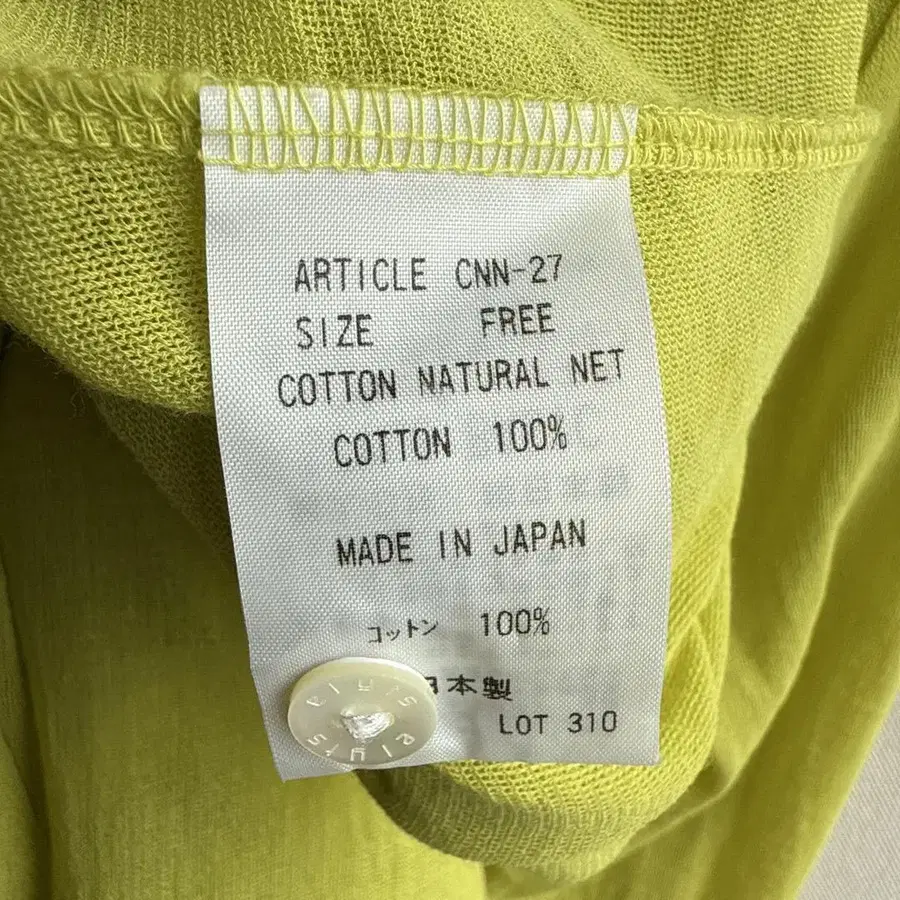 ARTICLE CNN-27
SIZE FREE
COTTON NATURAL NET
COTTON 100%
MADE IN JAPAN
コットン 100%
日本製
LOT 310